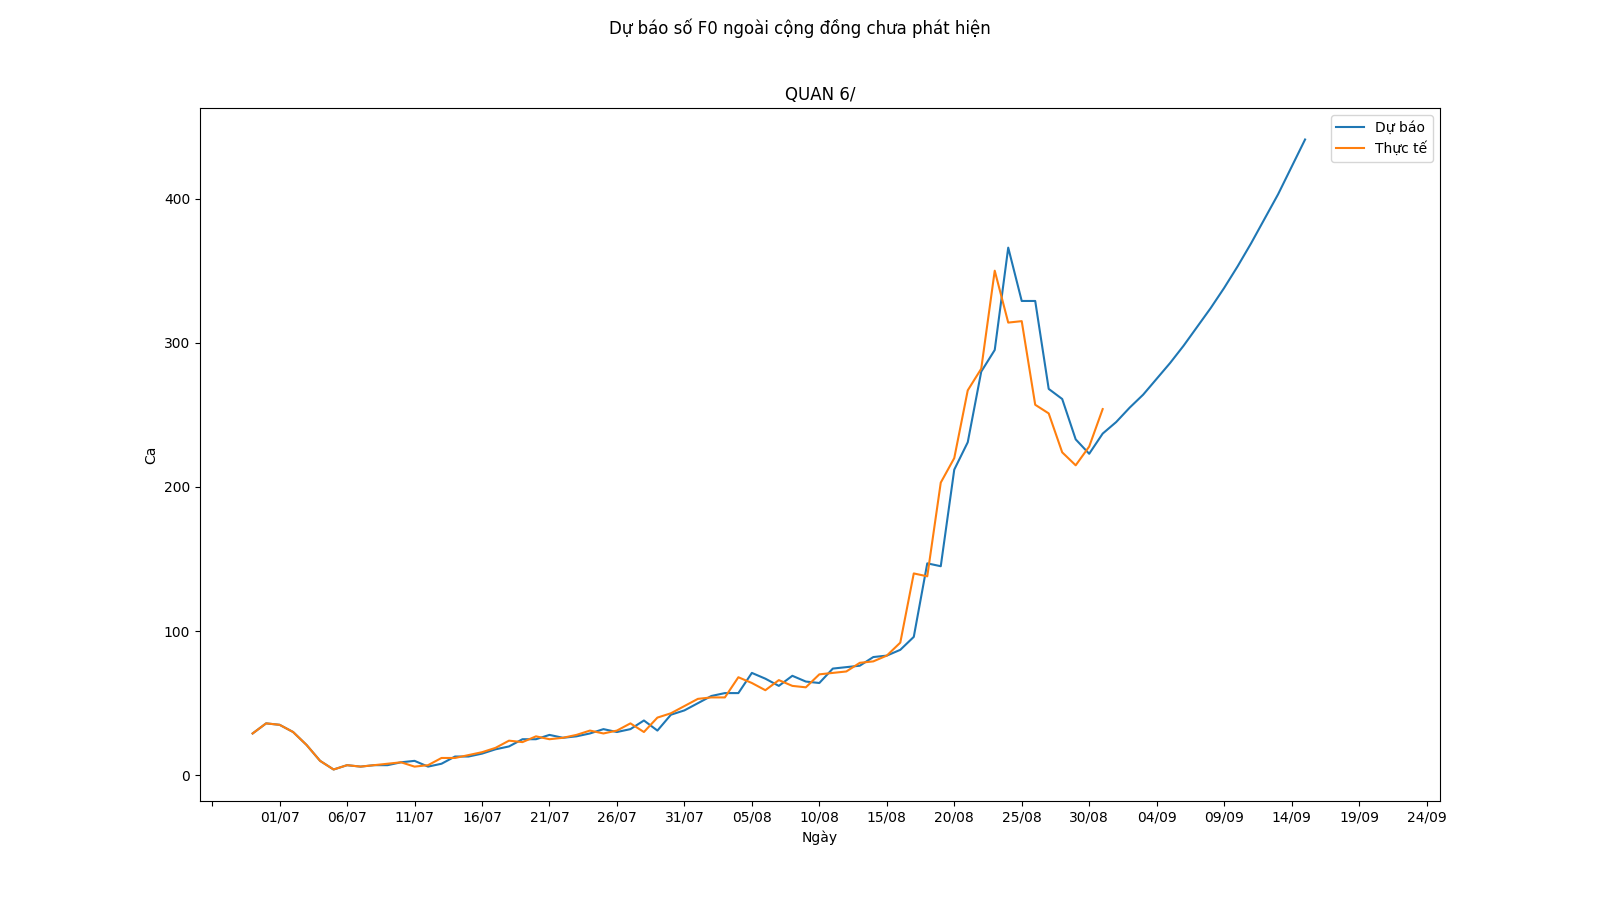 Dự báo số F0 ngoài cộng đồng chưa phát hiện
QUAN 6/
Dự báo
Thực tế
400
300
200
100
0
Ca
01/07 06/07 11/07 16/07 21/07 26/07 31/07 05/08 10/08 15/08 20/08 25/08 30/08 04/09 09/09 14/09 19/09 24/09
Ngày